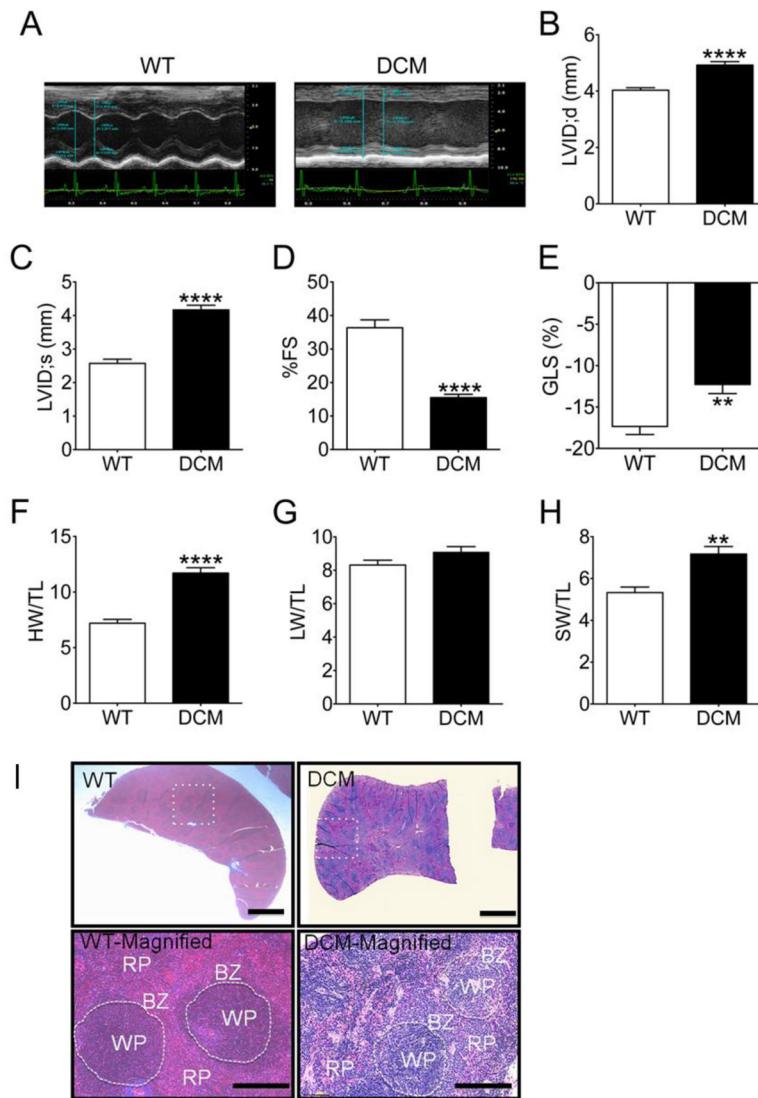 A
WT
DCM
B
LVID;d (mm)
6
4
2
0
****
WT
DCM
C
LVID;s (mm)
5
4
3
2
1
0
****
WT
DCM
D
%FS
50
40
30
20
10
0
****
WT
DCM
E
GLS (%)
0
-5
-10
-15
-20
**
WT
DCM
F
HW/TL
15
10
5
0
****
WT
DCM
G
LW/TL
10
8
6
4
2
0
WT
DCM
H
SW/TL
8
6
4
2
0
**
WT
DCM
I
WT
DCM
WT-Magnified
RP
BZ
BZ
WP
WP
RP
DCM-Magnified
BZ
WP
BZ
WP
RP
RP